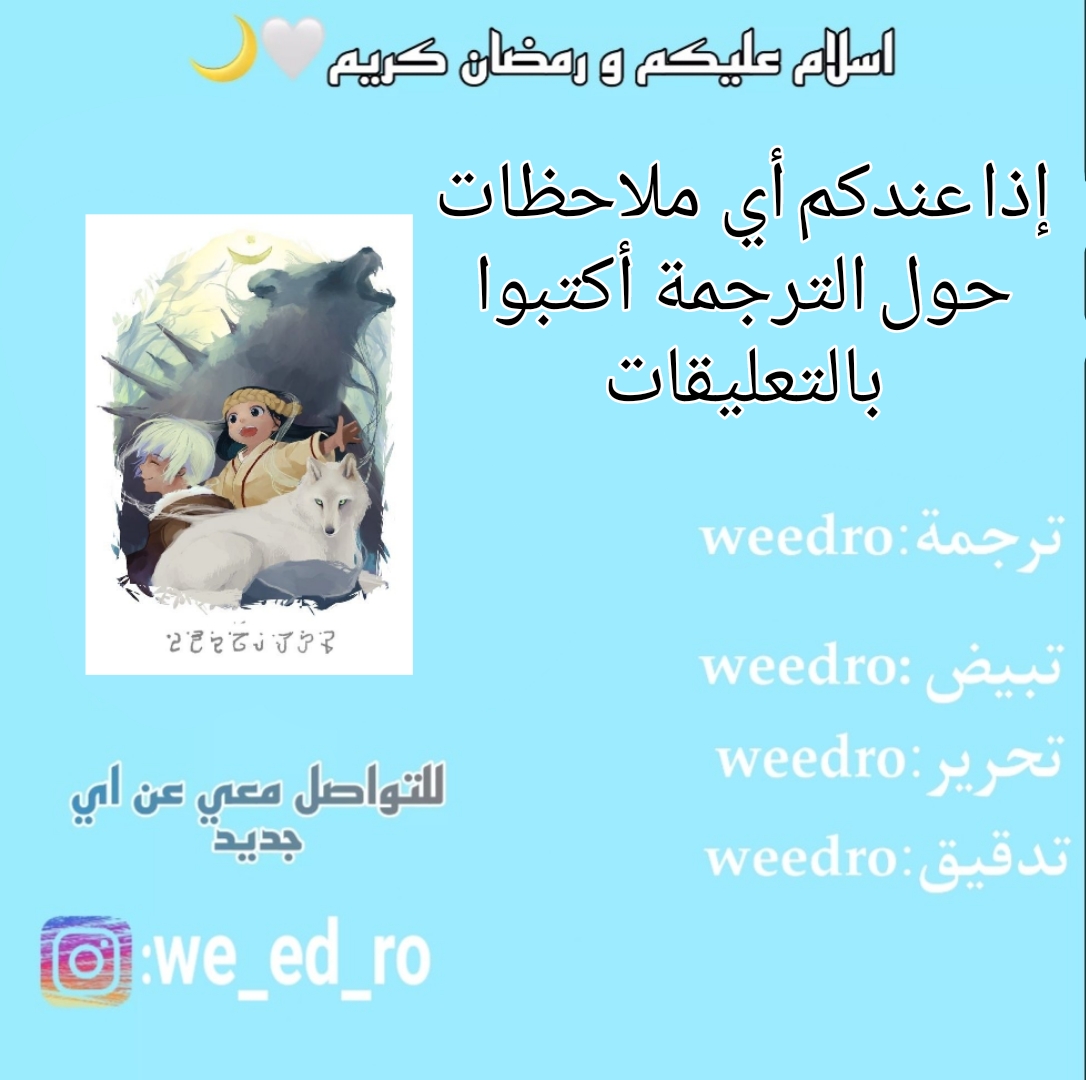 اسلام عليكم و رمضان كريم 🤍🌙
إذا عندكم أي ملاحظات
حول الترجمة أكتبوا
بالتعليقات
ترجمة:weedro
تبيض :weedro
تحرير:weedro
تدقيق:weedro
للتواصل معي عن اي
جديد
:we_ed_ro